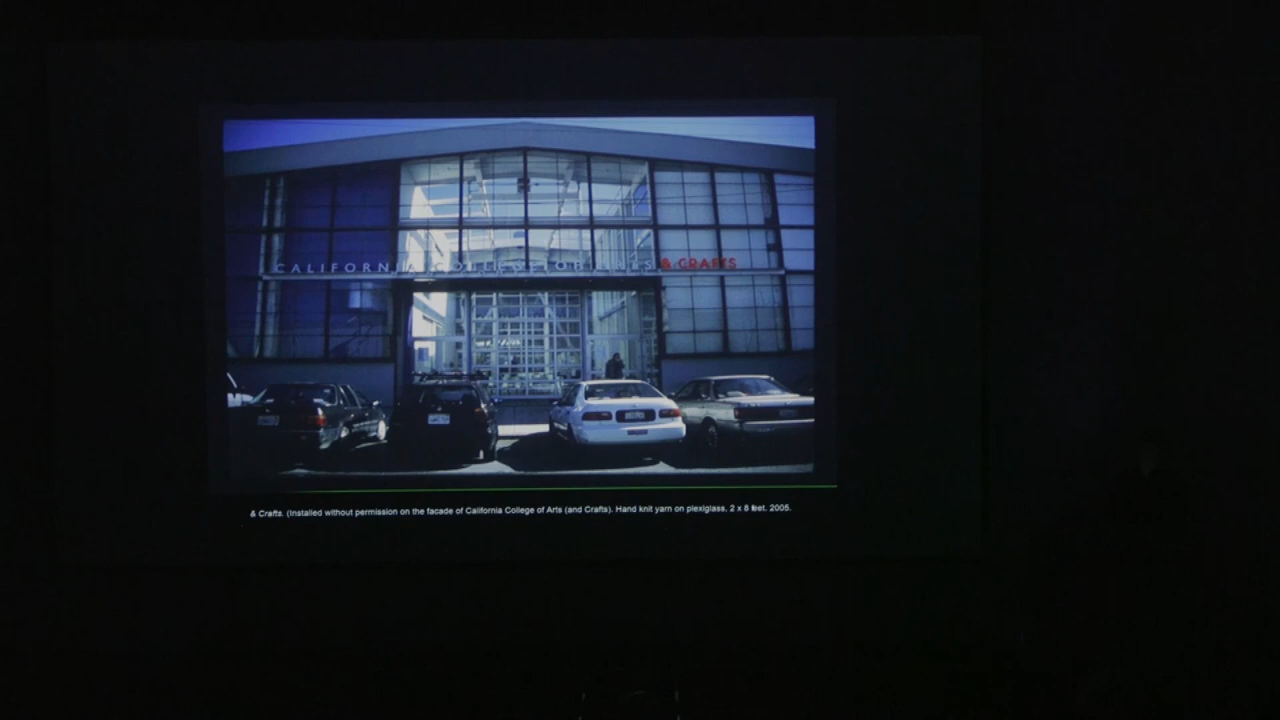 CALIFORNIA COLLEGE OF ARTS & CRAFTS
& Crafts. (Installed without permission on the facade of California College of Arts (and Crafts). Hand knit yarn on plexiglass, 2 x 8 feet. 2005.